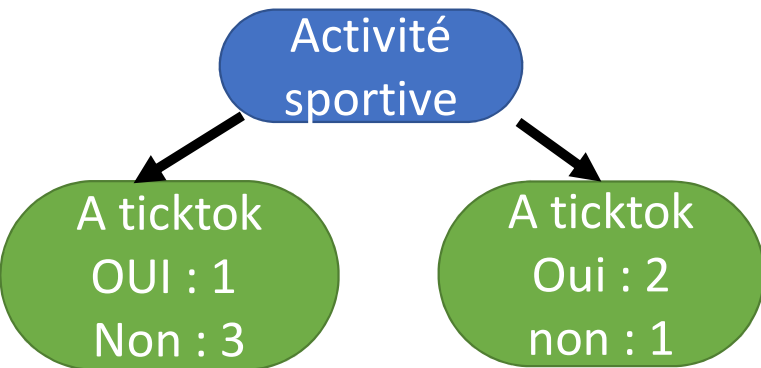 Activité
sportive
A ticktok
OUI : 1
Non : 3
A ticktok
Oui : 2
non : 1